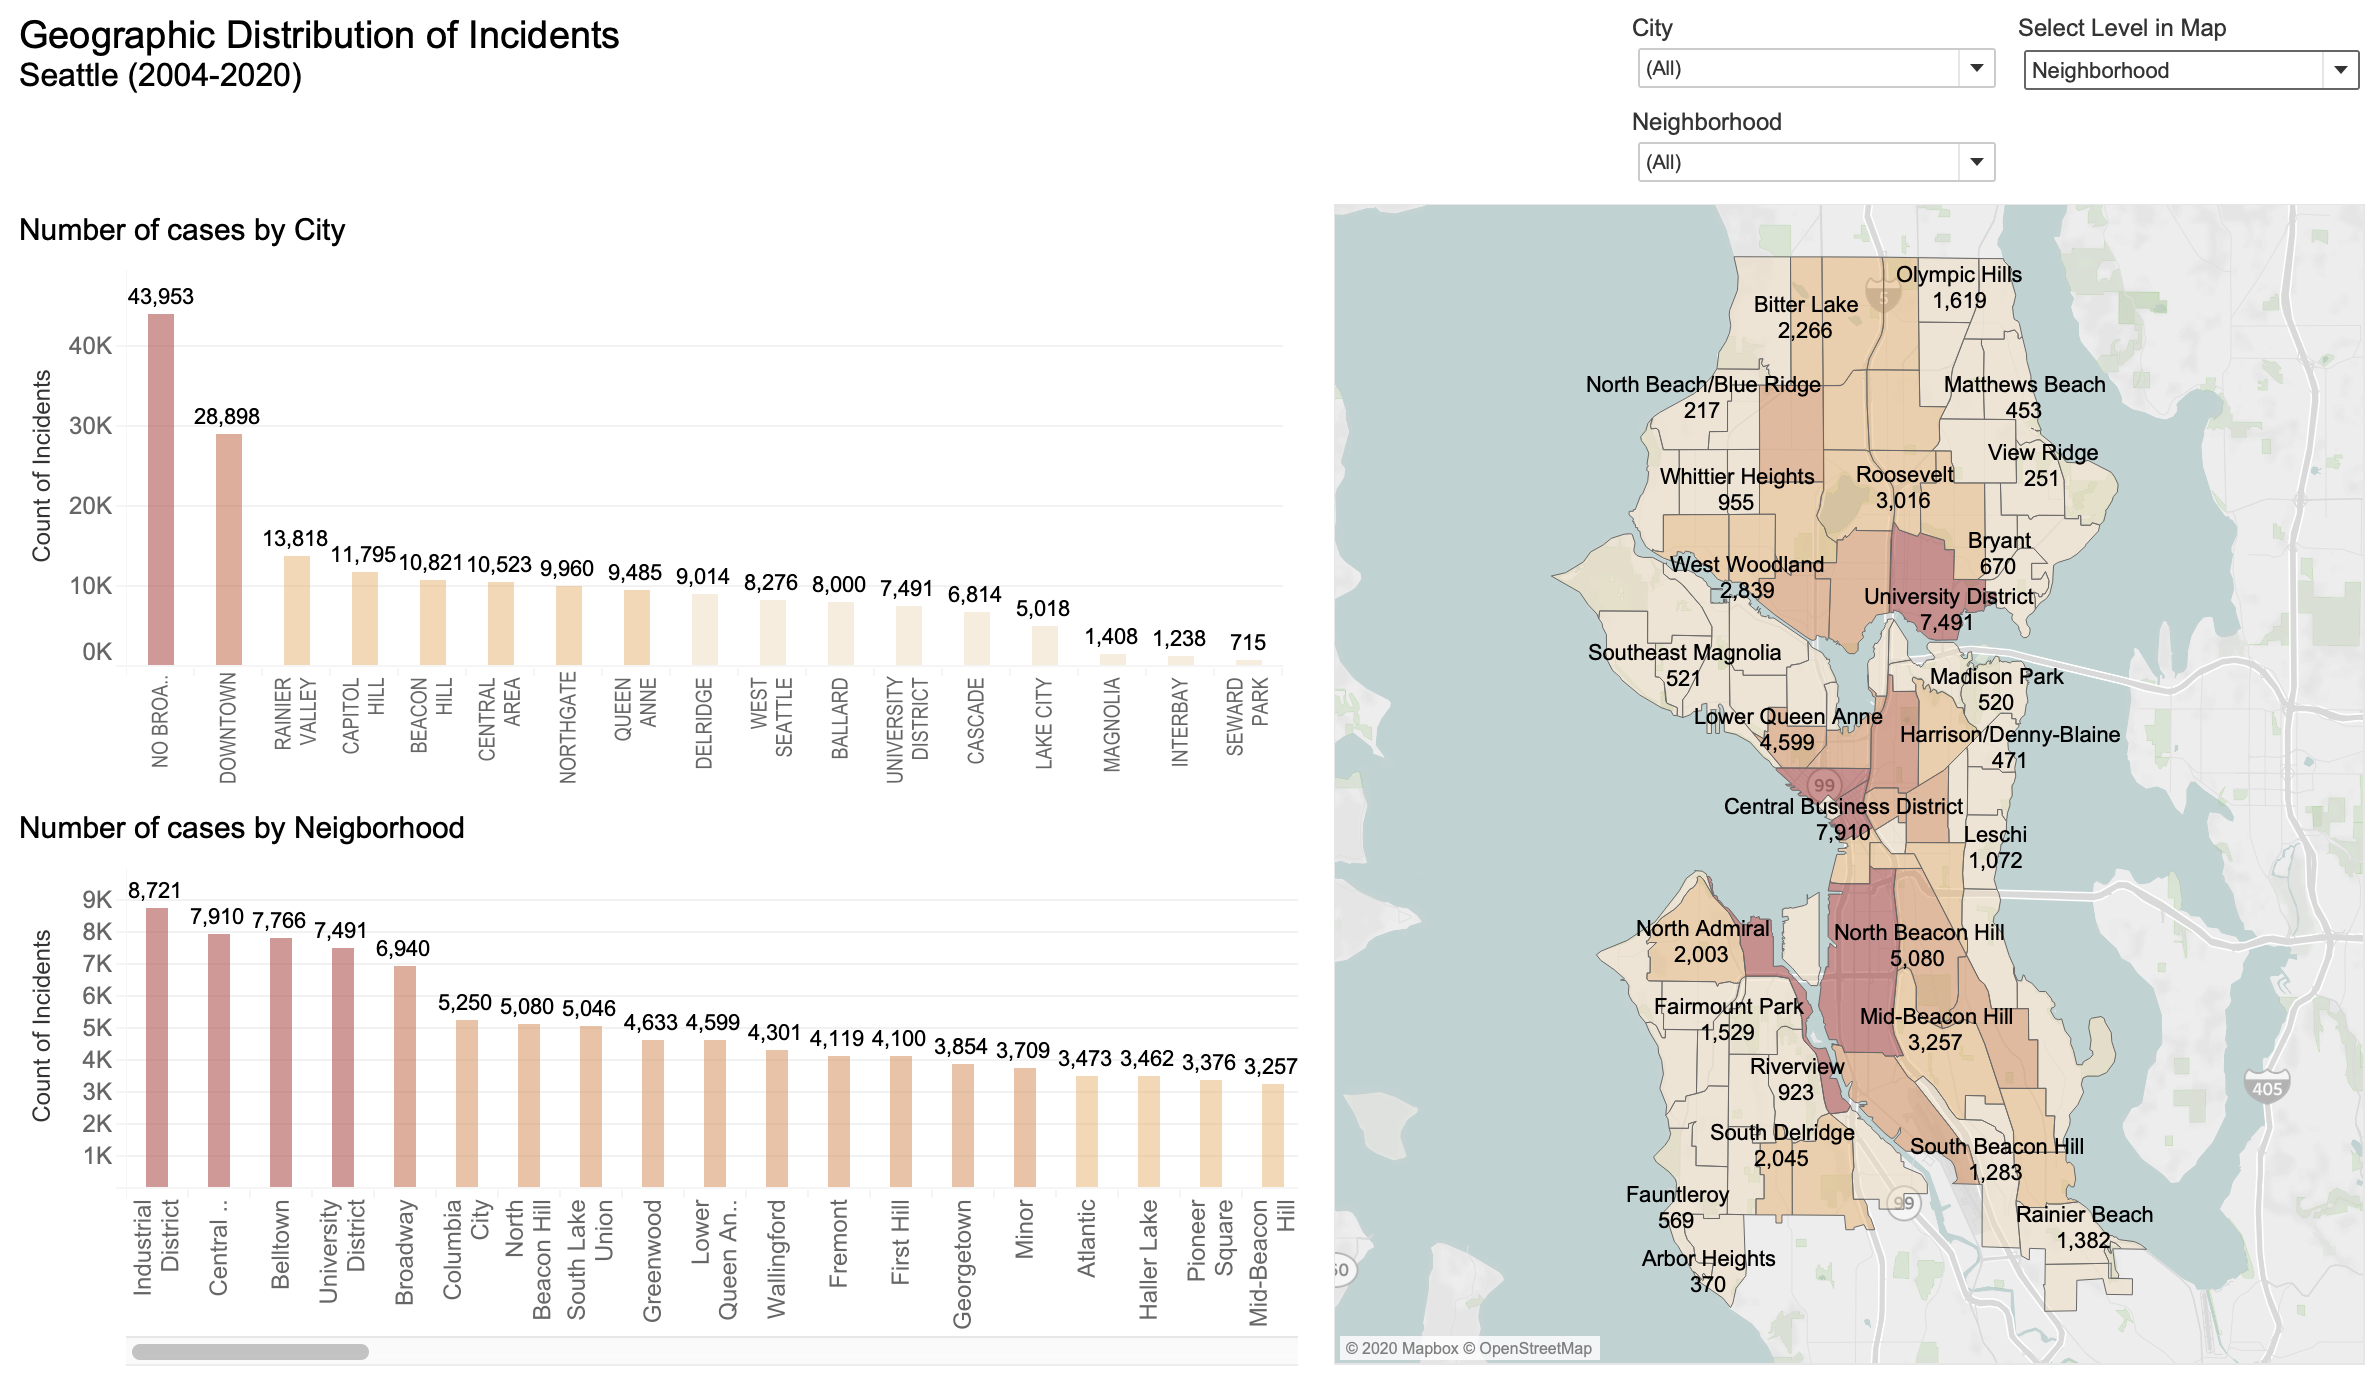 Geographic Distribution of Incidents
Seattle (2004-2020)
City
(All)
Select Level in Map
Neighborhood
Neighborhood
(All)
Number of cases by City
Count of Incidents
40K
30K
20K
10K
0K
43,953
28,898
13,818
11,795
10,821
10,523
9,960
9,485
9,014
8,276
8,000
7,491
6,814
5,018
1,408
1,238
715
NO BROA..
DOWNTOWN
RAINIER
VALLEY
CAPITOL
HILL
BEACON
HILL
CENTRAL
AREA
NORTHGATE
QUEEN
ANNE
DELRIDGE
WEST
SEATTLE
BALLARD
UNIVERSITY
DISTRICT
CASCADE
LAKE CITY
MAGNOLIA
INTERBAY
SEWARD
PARK
Number of cases by Neigborhood
Count of Incidents
9K
8K
7K
6K
5K
4K
3K
2K
1K
8,721
7,910
7,766
7,491
6,940
5,250
5,080
5,046
4,633
4,599
4,301
4,119
4,100
3,854
3,709
3,473
3,462
3,376
3,257
Industrial
District
Central ..
Belltown
University
District
Broadway
Columbia
City
North
Beacon Hill
South Lake
Union
Greenwood
Lower
Queen An..
Wallingford
Fremont
First Hill
Georgetown
Minor
Atlantic
Haller Lake
Pioneer
Square
Mid-Beacon
Hill
Olympic Hills
1,619
5
Bitter Lake
2,266
North Beach/Blue Ridge
217
Matthews Beach
453
View Ridge
251
Whittier Heights
955
Roosevelt
3,016
Bryant
670
West Woodland
2,839
University District
7,491
Southeast Magnolia
521
Madison Park
520
Lower Queen Anne
4,599
Harrison/Denny-Blaine
471
99
Central Business District
7,910
Leschi
1,072
North Admiral
2,003
North Beacon Hill
5,080
Fairmount Park
1,529
Mid-Beacon Hill
3,257
Riverview
923
405
South Delridge
2,045
South Beacon Hill
1,283
Fauntleroy
569
99
Rainier Beach
1,382
Arbor Heights
370
© 2020 Mapbox © OpenStreetMap